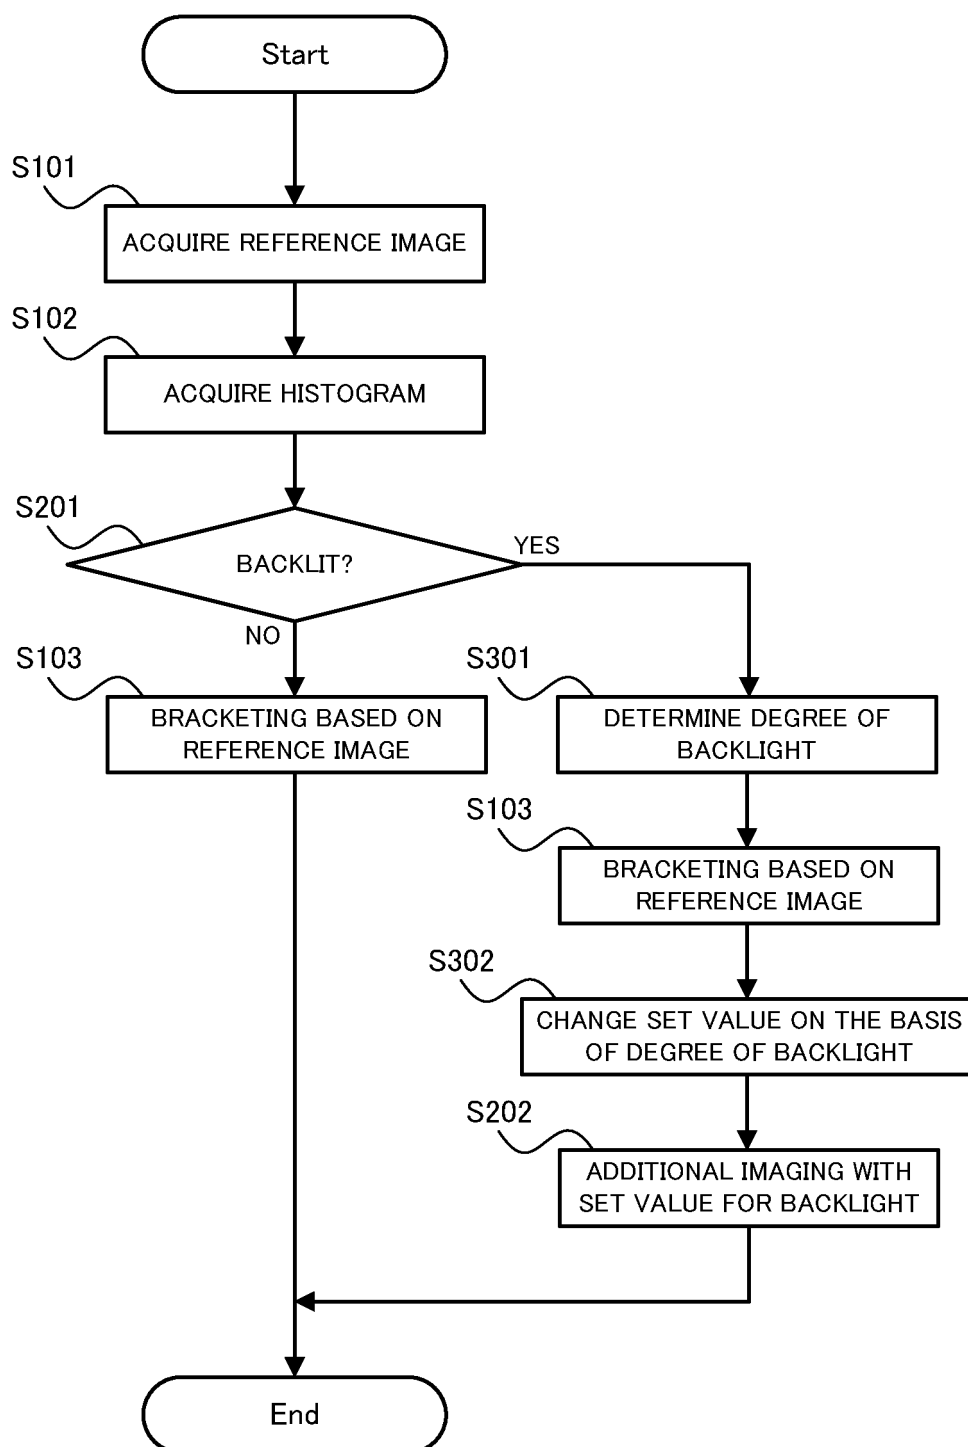 Start
S101
ACQUIRE REFERENCE IMAGE
S102
ACQUIRE HISTOGRAM
S201
BACKLIT?
YES
NO
S103
BRACKETING BASED ON
REFERENCE IMAGE
S301
DETERMINE DEGREE OF
BACKLIGHT
S103
BRACKETING BASED ON
REFERENCE IMAGE
S302
CHANGE SET VALUE ON THE BASIS
OF DEGREE OF BACKLIGHT
S202
ADDITIONAL IMAGING WITH
SET VALUE FOR BACKLIGHT
End